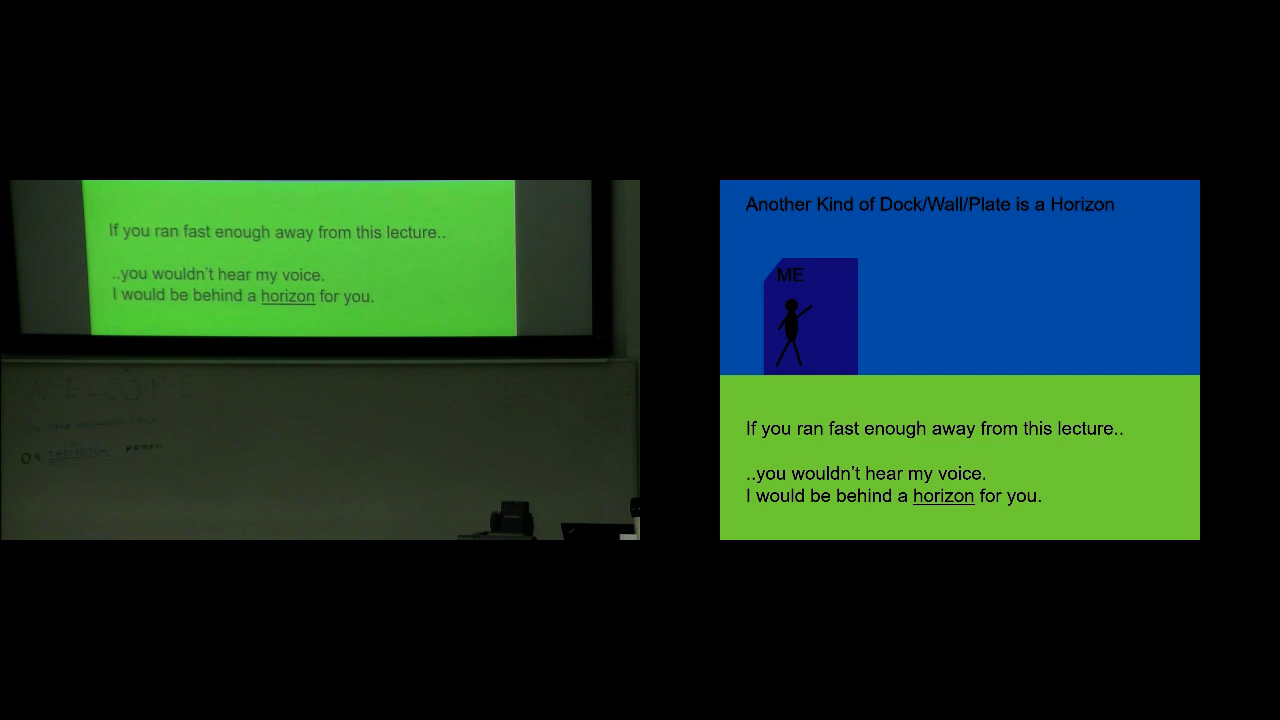 If you ran fast enough away from this lecture..
..you wouldn't hear my voice.
I would be behind a horizon for you.
WELCOME
Another Kind of Dock/Wall/Plate is a Horizon
ME
If you ran fast enough away from this lecture..
..you wouldn't hear my voice.
I would be behind a horizon for you.